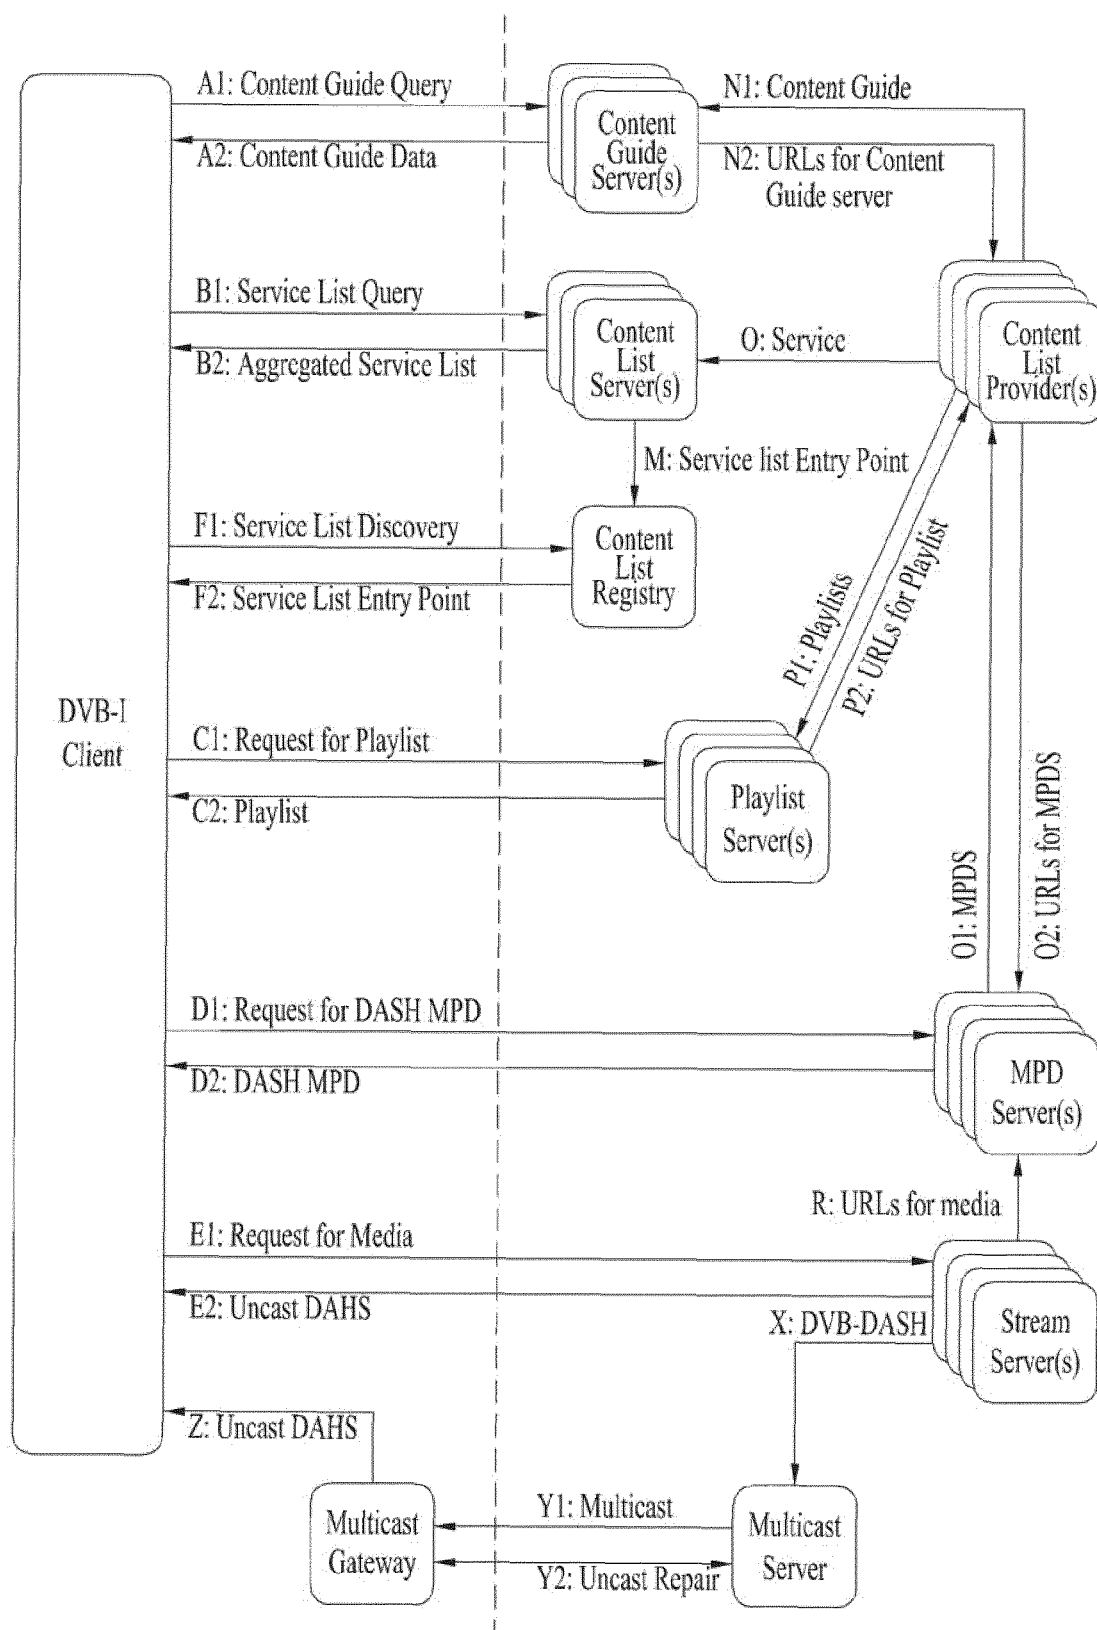 A1: Content Guide Query
A2: Content Guide Data
Content
Guide
Server(s)
N1: Content Guide
N2: URLs for Content
Guide server
B1: Service List Query
B2: Aggregated Service List
Content
List
Server(s)
O: Service
Content
List
Provider(s)
M: Service list Entry Point
F1: Service List Discovery
F2: Service List Entry Point
Content
List
Registry
P1: Playlists
P2: URLs for Playlist
DVB-I
Client
C1: Request for Playlist
C2: Playlist
Playlist
Server(s)
O1: MPDS
O2: URLs for MPDS
D1: Request for DASH MPD
D2: DASH MPD
MPD
Server(s)
R: URLs for media
E1: Request for Media
E2: Uncast DAHS
X: DVB-DASH
Stream
Server(s)
Z: Uncast DAHS
Multicast
Gateway
Y1: Multicast
Y2: Uncast Repair
Multicast
Server